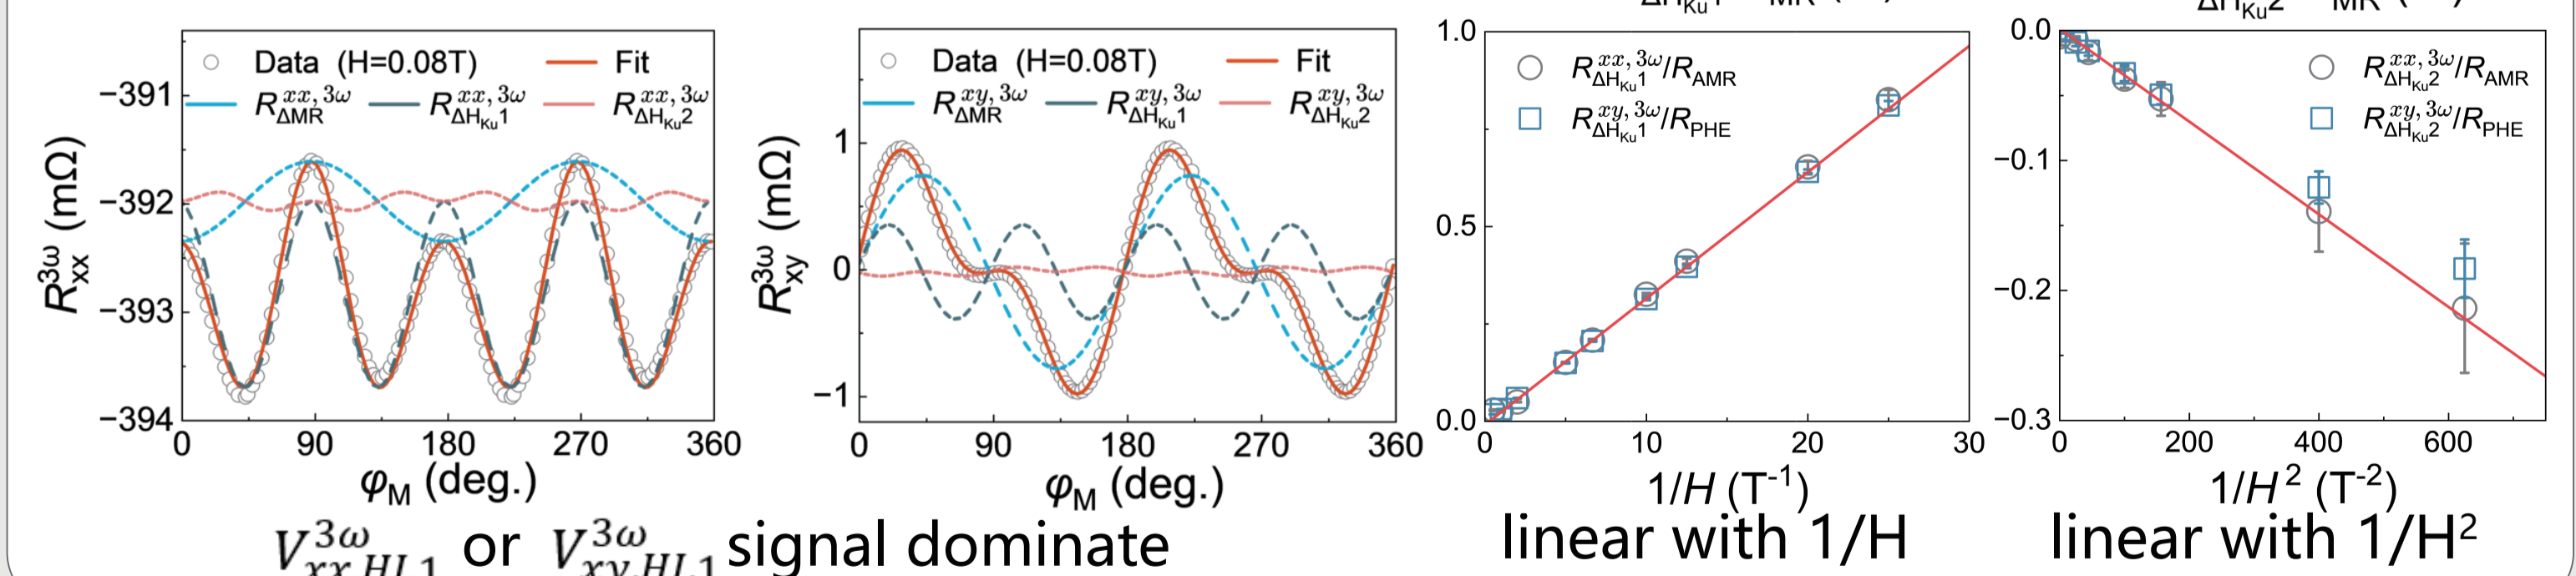 ΔH_Ku1 MR
ΔH_Ku2 MR
Data (H=0.08T) Fit
R^{xx, 3ω}_{ΔMR} R^{xx, 3ω}_{ΔH_{Ku}1} R^{xx, 3ω}_{ΔH_{Ku}2}
−391
−392
−393
−394
R^{3ω}_{xx} (mΩ)
0 90 180 270 360
φ_M (deg.)
Data (H=0.08T) Fit
R^{xy, 3ω}_{ΔMR} R^{xy, 3ω}_{ΔH_{Ku}1} R^{xy, 3ω}_{ΔH_{Ku}2}
1
0
−1
R^{3ω}_{xy} (mΩ)
0 90 180 270 360
φ_M (deg.)
R^{xx, 3ω}_{ΔH_{Ku}1}/R_{AMR}
R^{xy, 3ω}_{ΔH_{Ku}1}/R_{PHE}
1.0
0.5
0.0
0 10 20 30
1/H (T^{-1})
R^{xx, 3ω}_{ΔH_{Ku}2}/R_{AMR}
R^{xy, 3ω}_{ΔH_{Ku}2}/R_{PHE}
0.0
−0.1
−0.2
−0.3
0 200 400 600
1/H^2 (T^{-2})
V^{3ω}_{xx HL1} or V^{3ω}_{xy,HL1} signal dominate
linear with 1/H
linear with 1/H²